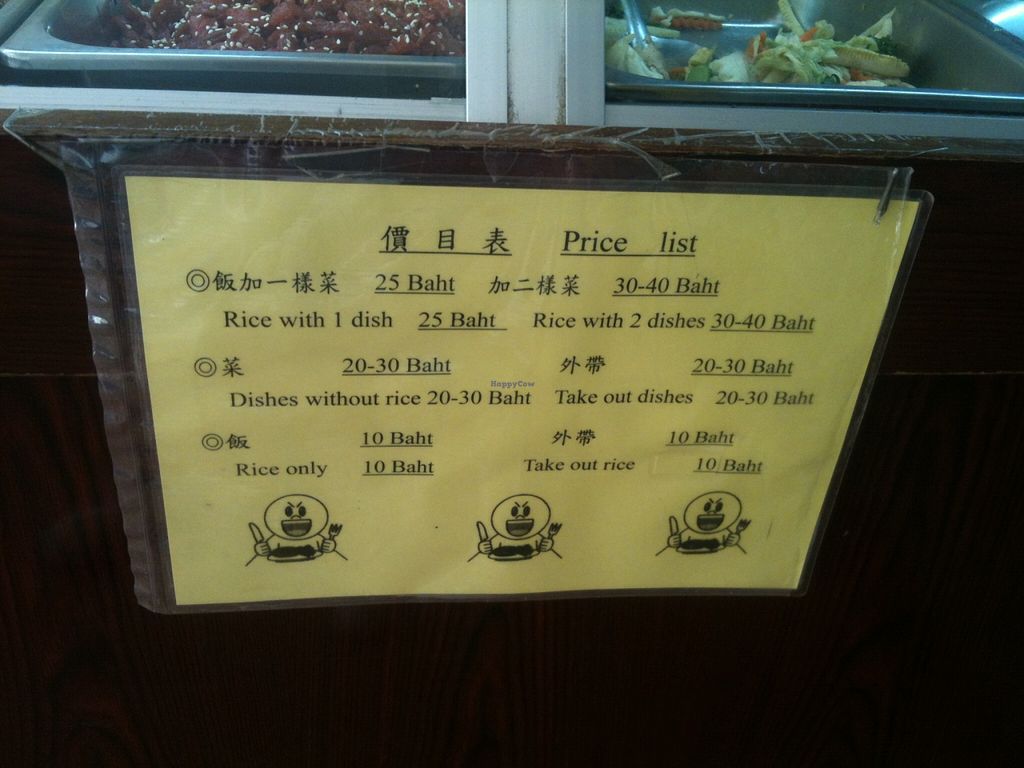 價目表 Price list
◎飯加一樣菜 25 Baht 加二樣菜 30-40 Baht
Rice with 1 dish 25 Baht Rice with 2 dishes 30-40 Baht
◎菜 20-30 Baht 外帶 20-30 Baht
HappyCow
Dishes without rice 20-30 Baht Take out dishes 20-30 Baht
◎飯 10 Baht 外帶 10 Baht
Rice only 10 Baht Take out rice 10 Baht